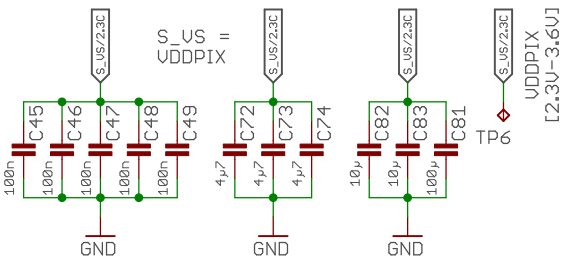 S_VS/2.3C
S_VS =
VDDPIX
S_VS/2.3C
S_VS/2.3C
S_VS/2.3C
VDDPIX
[2.3V-3.6V]
C45
C46
C47
C48
C49
100n
100n
100n
100n
100n
GND
C72
C73
C74
4µ7
4µ7
4µ7
GND
C82
C83
C81
10µ
10µ
100µ
GND
TP6